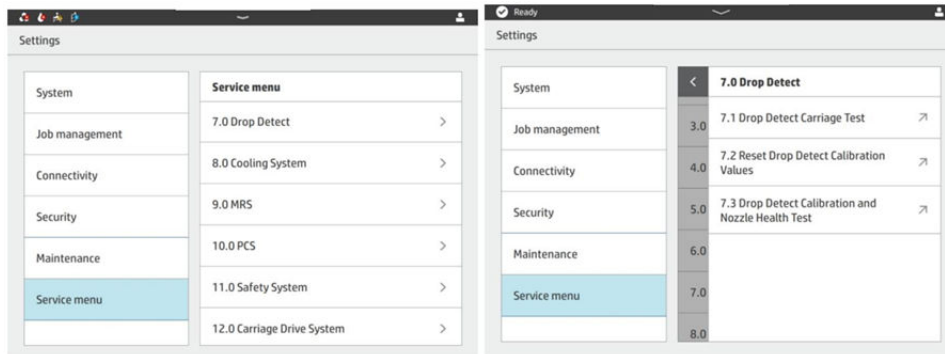 Settings
System
Job management
Connectivity
Security
Maintenance
Service menu
Service menu
7.0 Drop Detect
8.0 Cooling System
9.0 MRS
10.0 PCS
11.0 Safety System
12.0 Carriage Drive System
Ready
Settings
System
Job management
Connectivity
Security
Maintenance
Service menu
3.0
4.0
5.0
6.0
7.0
8.0
7.0 Drop Detect
7.1 Drop Detect Carriage Test
7.2 Reset Drop Detect Calibration
Values
7.3 Drop Detect Calibration and
Nozzle Health Test